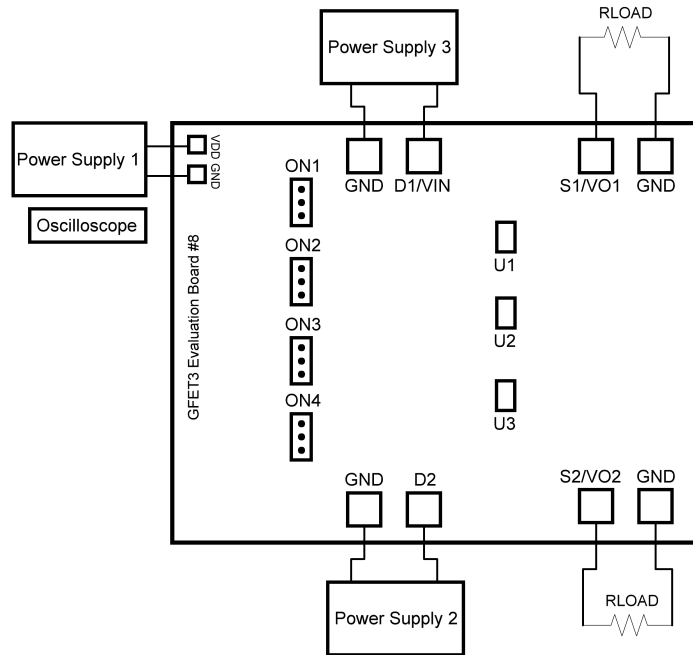 RLOAD
Power Supply 3
Power Supply 1
VDD
GND
Oscilloscope
GND D1/VIN S1/VO1 GND
ON1
ON2
ON3
ON4
GFET3 Evaluation Board #8
U1
U2
U3
GND D2 S2/VO2 GND
Power Supply 2
RLOAD